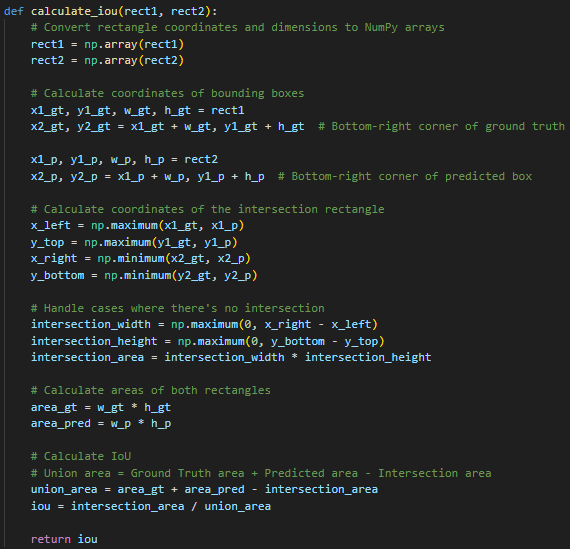 def calculate_iou(rect1, rect2):
    # Convert rectangle coordinates and dimensions to NumPy arrays
    rect1 = np.array(rect1)
    rect2 = np.array(rect2)

    # Calculate coordinates of bounding boxes
    x1_gt, y1_gt, w_gt, h_gt = rect1
    x2_gt, y2_gt = x1_gt + w_gt, y1_gt + h_gt  # Bottom-right corner of ground truth

    x1_p, y1_p, w_p, h_p = rect2
    x2_p, y2_p = x1_p + w_p, y1_p + h_p  # Bottom-right corner of predicted box

    # Calculate coordinates of the intersection rectangle
    x_left = np.maximum(x1_gt, x1_p)
    y_top = np.maximum(y1_gt, y1_p)
    x_right = np.minimum(x2_gt, x2_p)
    y_bottom = np.minimum(y2_gt, y2_p)

    # Handle cases where there's no intersection
    intersection_width = np.maximum(0, x_right - x_left)
    intersection_height = np.maximum(0, y_bottom - y_top)
    intersection_area = intersection_width * intersection_height

    # Calculate areas of both rectangles
    area_gt = w_gt * h_gt
    area_pred = w_p * h_p

    # Calculate IoU
    # Union area = Ground Truth area + Predicted area - Intersection area
    union_area = area_gt + area_pred - intersection_area
    iou = intersection_area / union_area

    return iou